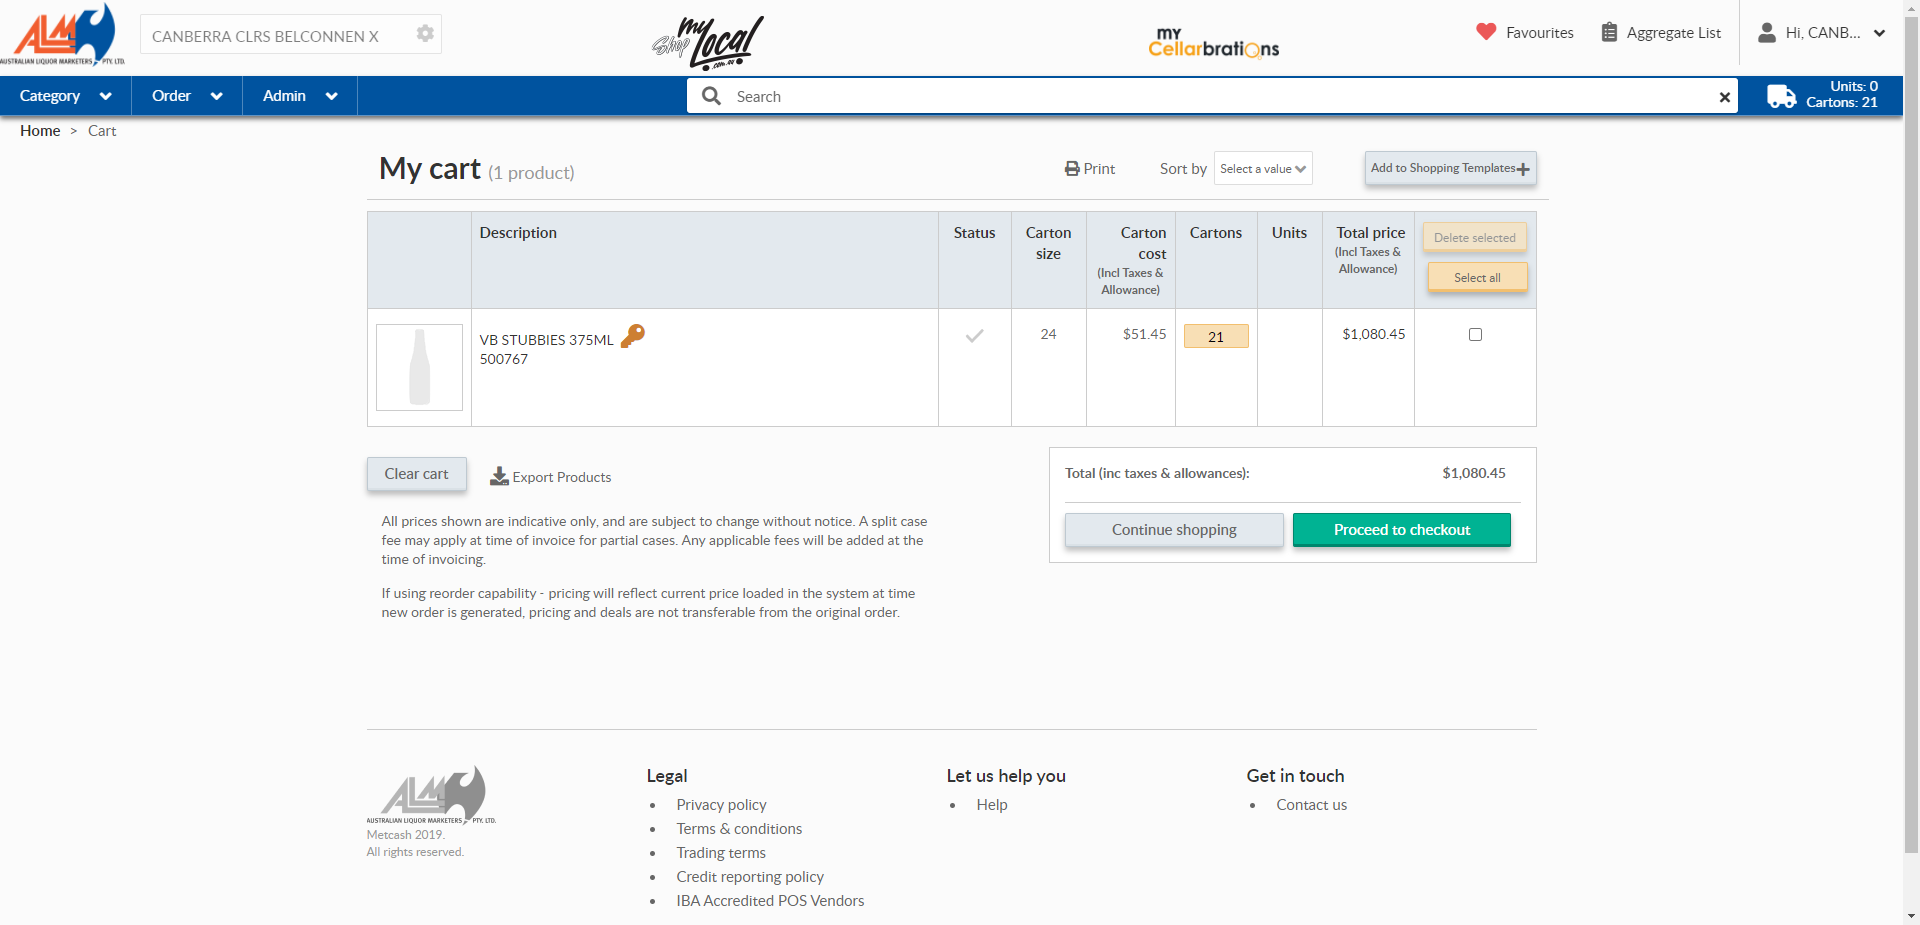 ALM
AUSTRALIAN LIQUOR MARKETERS PTY. LTD.
CANBERRA CLRS BELCONNEN X
my
Shop Local
.com.au
my
Cellarbrations
Favourites
Aggregate List
Hi, CANB...
Category
Order
Admin
Search
Units: 0
Cartons: 21
Home > Cart
My cart (1 product)
Print
Sort by
Select a value
Add to Shopping Templates
Description
Status
Carton size
Carton cost
(Incl Taxes & Allowance)
Cartons
Units
Total price
(Incl Taxes & Allowance)
Delete selected
Select all
VB STUBBIES 375ML
500767
24
$51.45
21
$1,080.45
Clear cart
Export Products
Total (inc taxes & allowances):
$1,080.45
Continue shopping
Proceed to checkout
All prices shown are indicative only, and are subject to change without notice. A split case
fee may apply at time of invoice for partial cases. Any applicable fees will be added at the
time of invoicing.
If using reorder capability - pricing will reflect current price loaded in the system at time
new order is generated, pricing and deals are not transferable from the original order.
ALM
AUSTRALIAN LIQUOR MARKETERS PTY. LTD.
Metcash 2019.
All rights reserved.
Legal
Privacy policy
Terms & conditions
Trading terms
Credit reporting policy
IBA Accredited POS Vendors
Let us help you
Help
Get in touch
Contact us